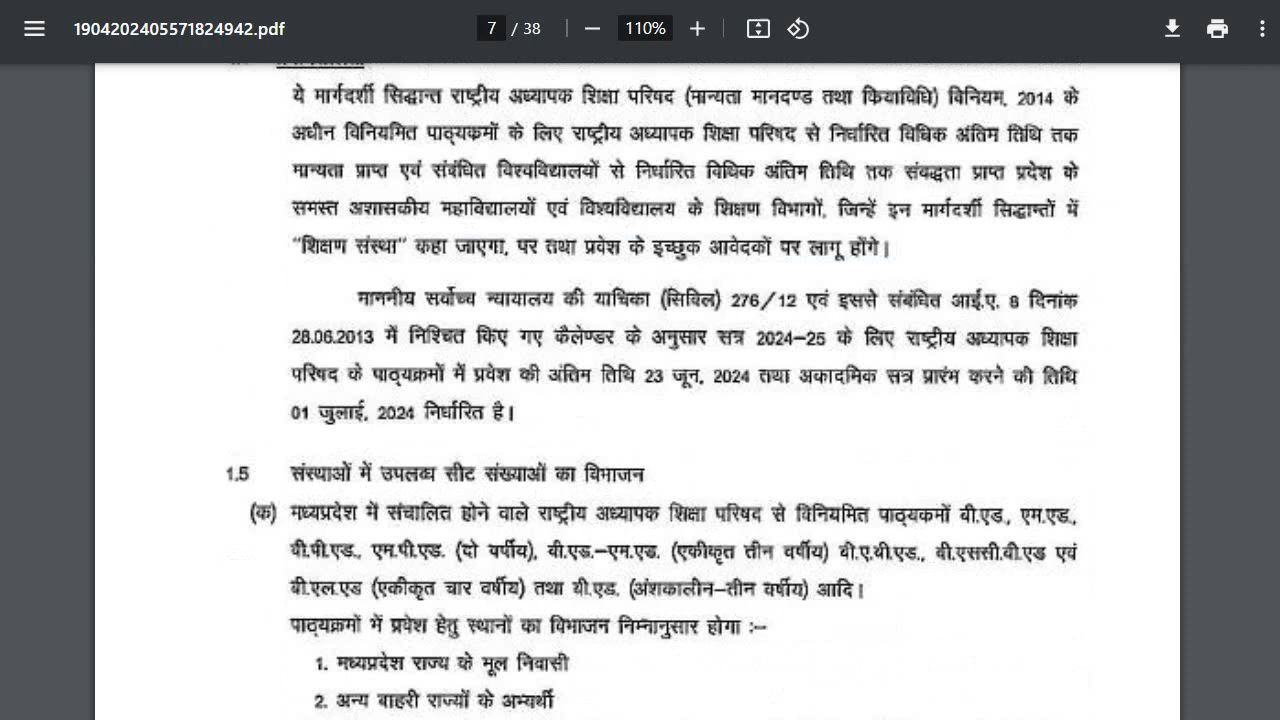 1904202405571824942.pdf
7 / 38
110%
ये मार्गदर्शी सिद्धान्त राष्ट्रीय अध्यापक शिक्षा परिषद (मान्यता मानदण्ड तथा कियाविधि) विनियम, 2014 के
अधीन विनियमित पाठ्यक्रमों के लिए राष्ट्रीय अध्यापक शिक्षा परिषद से निर्धारित विधिक अंतिम तिथि तक
मान्यता प्राप्त एवं संबंधित विश्वविद्यालयों से निर्धारित विधिक अंतिम तिथि तक संबद्धता प्राप्त प्रदेश के
समस्त अशासकीय महाविद्यालयों एवं विश्वविद्यालय के शिक्षण विभागों, जिन्हें इन मार्गदर्शी सिद्धान्तों में
"शिक्षण संस्था" कहा जाएगा, पर तथा प्रवेश के इच्छुक आवेदकों पर लागू होंगे।
माननीय सर्वोच्च न्यायालय की याचिका (सिविल) 276/12 एवं इससे संबंधित आई.ए. 8 दिनांक
28.06.2013 में निश्चित किए गए कैलेण्डर के अनुसार सत्र 2024–25 के लिए राष्ट्रीय अध्यापक शिक्षा
परिषद के पाठ्यक्रमों में प्रवेश की अंतिम तिथि 23 जून, 2024 तथा अकादमिक सत्र प्रारंभ करने की तिथि
01 जुलाई, 2024 निर्धारित है।
1.5 संस्थाओं में उपलब्ध सीट संख्याओं का विभाजन
(क) मध्यप्रदेश में संचालित होने वाले राष्ट्रीय अध्यापक शिक्षा परिषद से विनियमित पाठ्यकमों बी.एड., एम.एड.,
बी.पी.एड., एम.पी.एड. (दो वर्षीय), बी.एड.–एम.एड. (एकीकृत तीन वर्षीय) बी.ए.बी.एड., बी.एससी.बी.एड एवं
बी.एल.एड (एकीकृत चार वर्षीय) तथा बी.एड. (अंशकालीन–तीन वर्षीय) आदि।
पाठ्यक्रमों में प्रवेश हेतु स्थानों का विभाजन निम्नानुसार होगा :–
1. मध्यप्रदेश राज्य के मूल निवासी
2. अन्य बाहरी राज्यों के अभ्यर्थी